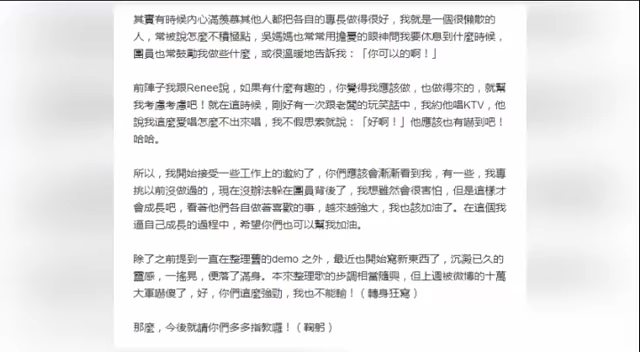 其實有時候內心滿羨慕其他人都把各自的專長做得很好，我就是一個很懶散的
人，常被說怎麼不積極點，吳媽媽也常常用擔憂的眼神問我要休息到什麼時候，
團員也常鼓勵我做些什麼，或很溫暖地告訴我：「你可以的啊！」
前陣子我跟Renee說，如果有什麼有趣的，你覺得我應該做，也做得來的，就幫
我考慮考慮吧！就在這時候，剛好有一次跟老闆的玩笑話中，我約他唱KTV，他
說我這麼愛唱怎麼不出來唱，我不假思索就說：「好啊！」他應該也有嚇到吧！
哈哈。
所以，我開始接受一些工作上的邀約了，你們應該會漸漸看到我，有一些，我專
挑以前沒做過的，現在沒辦法躲在團員背後了，我想雖然會很害怕，但是這樣才
會成長吧，看著他們各自做著喜歡的事，越來越強大，我也該加油了。在這個我
逼自己成長的過程中，希望你們也可以幫我加油。
除了之前提到一直在整理舊的demo 之外，最近也開始寫新東西了，沉澱已久的
靈感，一搖晃，便落了滿身。本來整理歌的步調相當隨興，但上週被微博的十萬
大軍嚇傻了，好，你們這麼強勁，我也不能輸！（轉身狂寫）
那麼，今後就請你們多多指教囉！（鞠躬）